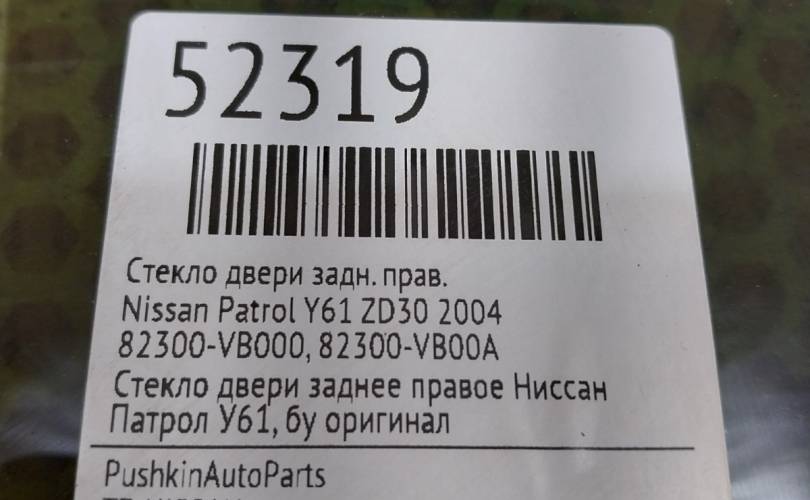 52319
Стекло двери задн. прав.
Nissan Patrol Y61 ZD30 2004
82300-VB000, 82300-VB00A
Стекло двери заднее правое Ниссан
Патрол У61, бу оригинал
PushkinAutoParts